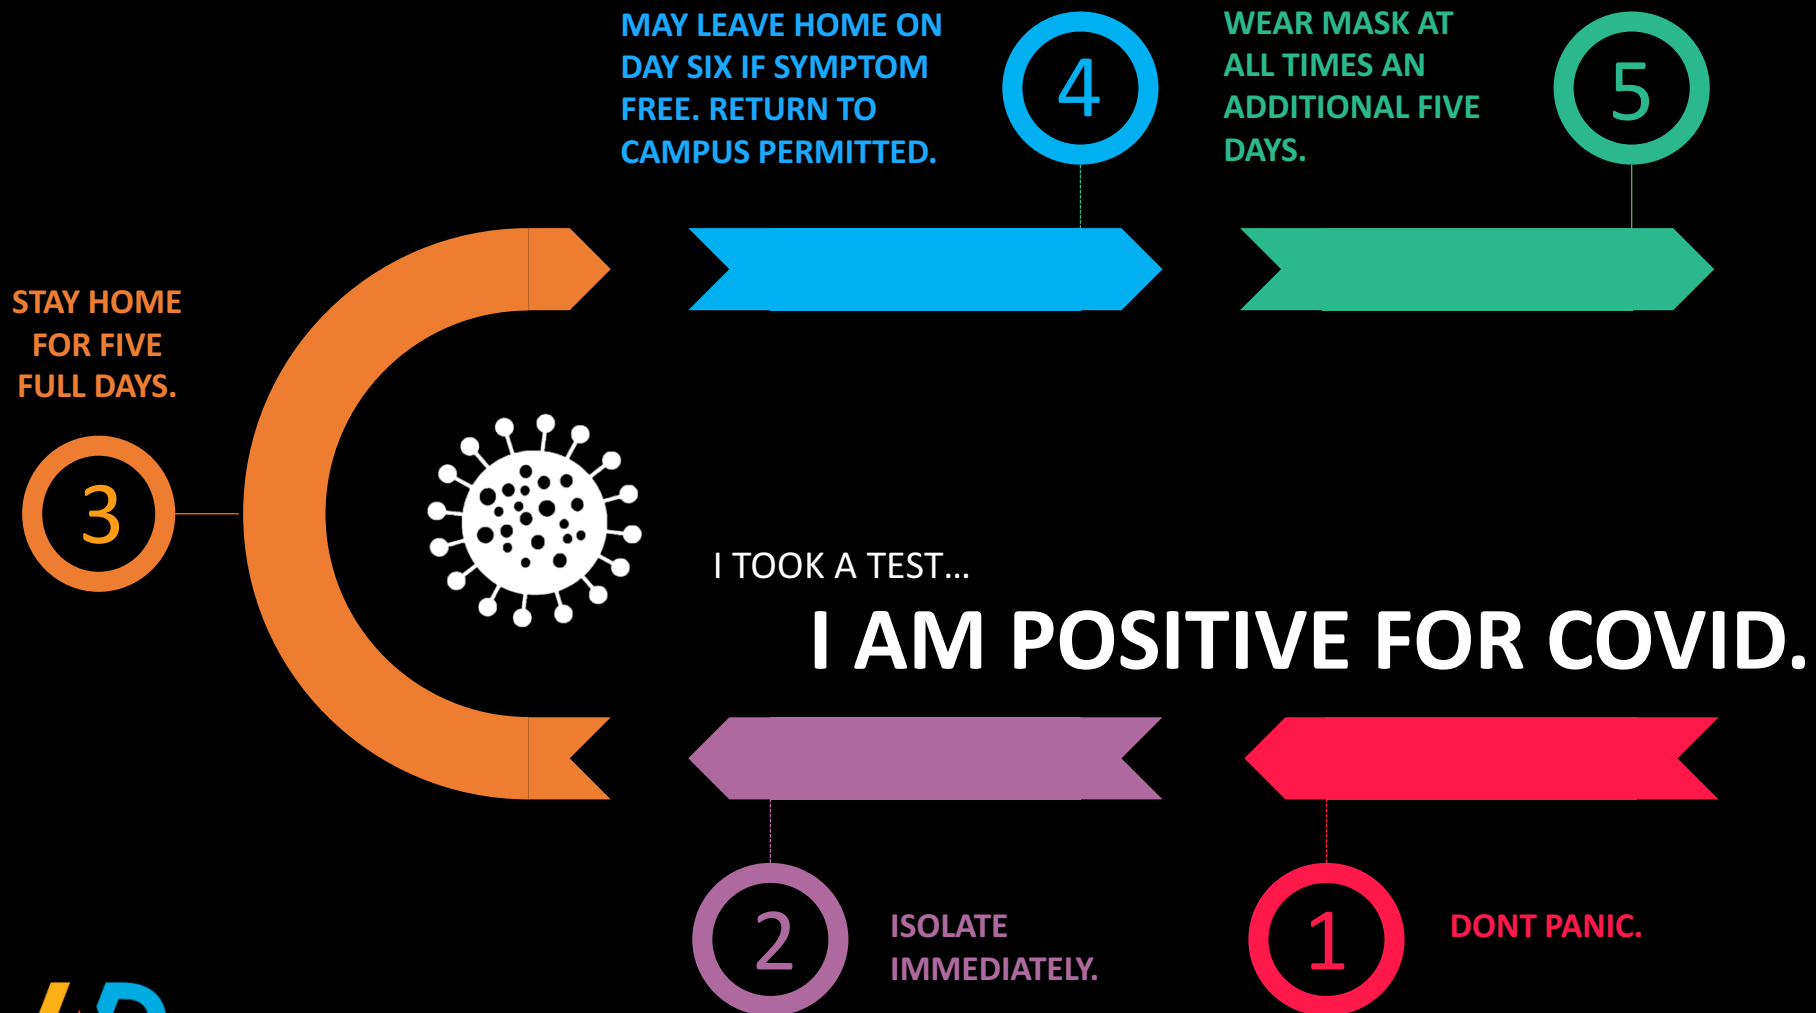 MAY LEAVE HOME ON
DAY SIX IF SYMPTOM
FREE. RETURN TO
CAMPUS PERMITTED.
4
WEAR MASK AT
ALL TIMES AN
ADDITIONAL FIVE
DAYS.
5
STAY HOME
FOR FIVE
FULL DAYS.
3
I TOOK A TEST...
I AM POSITIVE FOR COVID.
2
ISOLATE
IMMEDIATELY.
1
DONT PANIC.